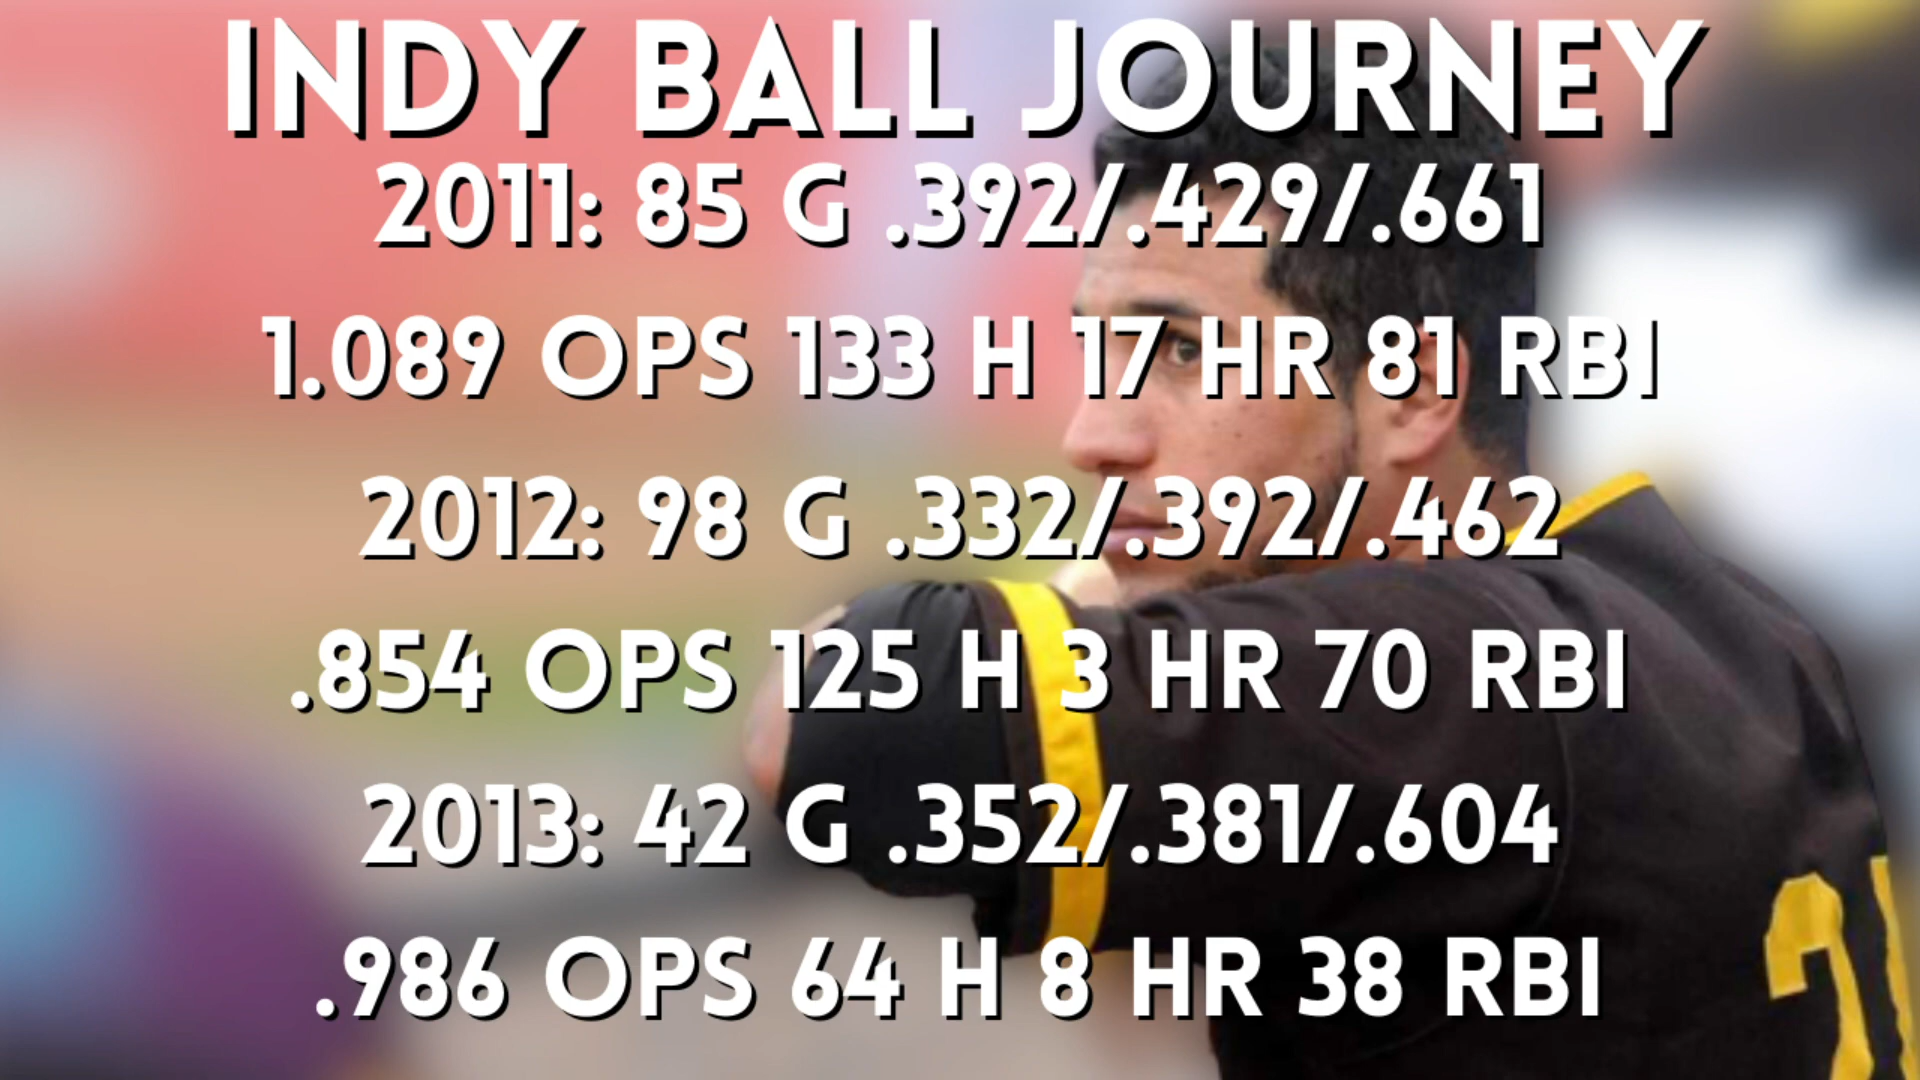 INDY BALL JOURNEY
2011: 85 G .392/.429/.661
1.089 OPS 133 H 17 HR 81 RBI
2012: 98 G .332/.392/.462
.854 OPS 125 H 3 HR 70 RBI
2013: 42 G .352/.381/.604
.986 OPS 64 H 8 HR 38 RBI